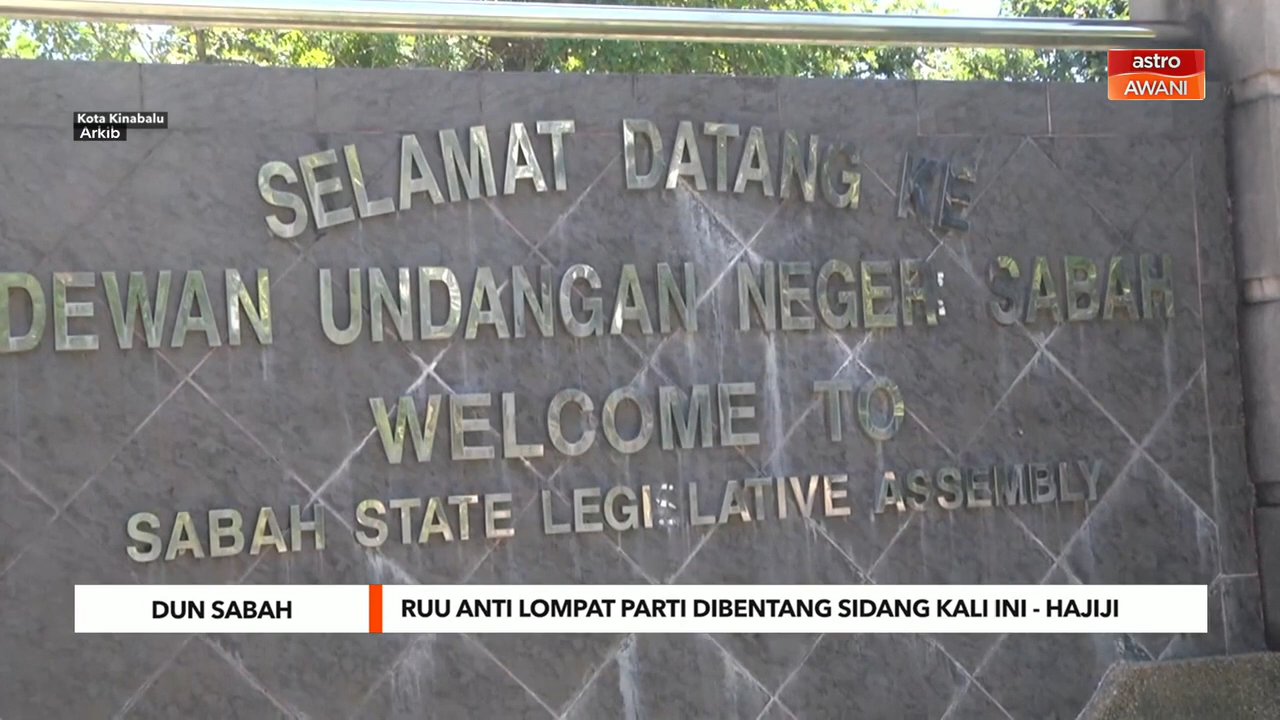 astro
AWANI
Kota Kinabalu
Arkib
SELAMAT DATANG KE
DEWAN UNDANGAN NEGERI SABAH
WELCOME TO
SABAH STATE LEGISLATIVE ASSEMBLY
DUN SABAH
RUU ANTI LOMPAT PARTI DIBENTANG SIDANG KALI INI - HAJIJI